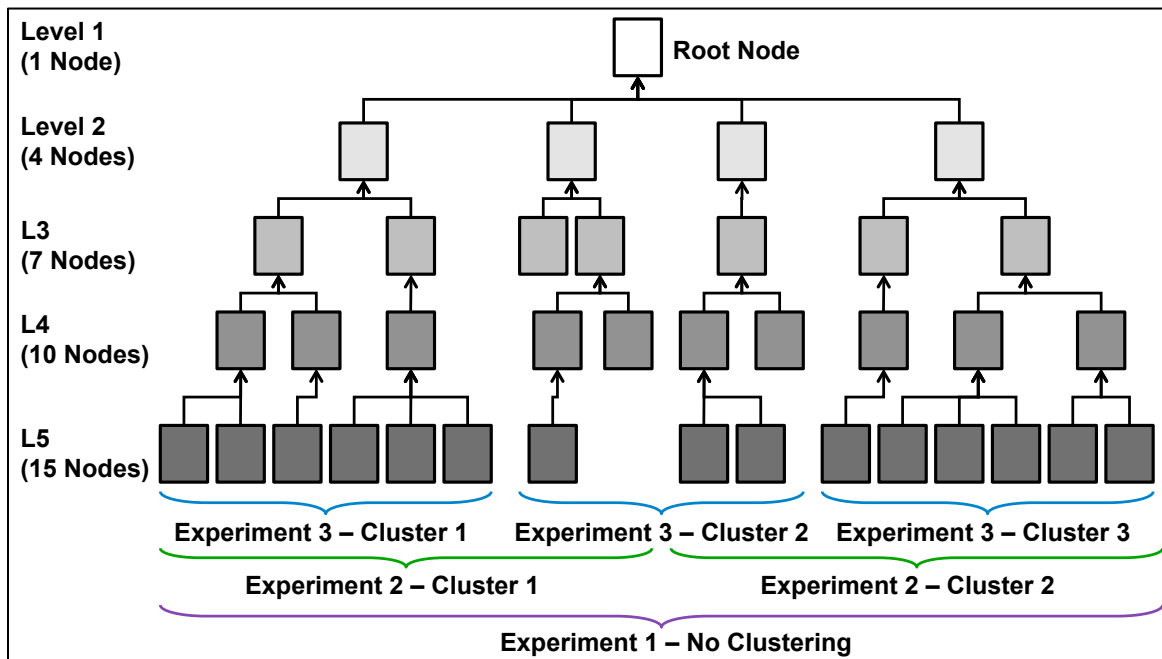 Level 1
(1 Node)
Root Node
Level 2
(4 Nodes)
L3
(7 Nodes)
L4
(10 Nodes)
L5
(15 Nodes)
Experiment 3 – Cluster 1
Experiment 3 – Cluster 2
Experiment 3 – Cluster 3
Experiment 2 – Cluster 1
Experiment 2 – Cluster 2
Experiment 1 – No Clustering